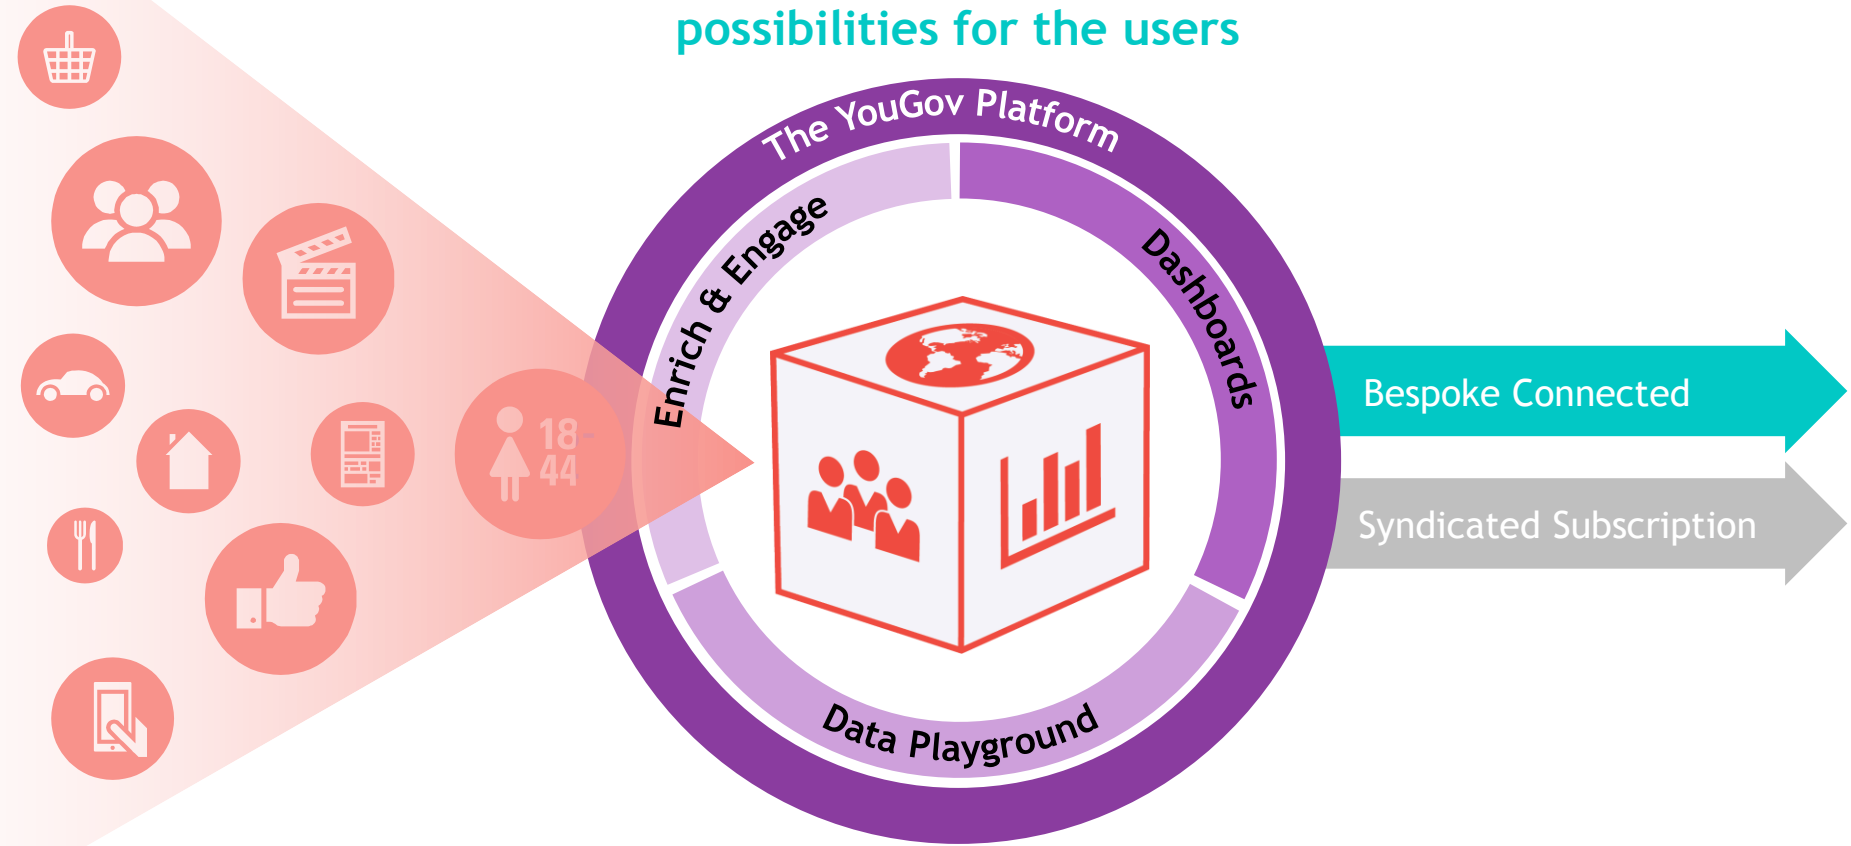 possibilities for the users
The YouGov Platform
Enrich & Engage
Dashboards
18-
44
Data Playground
Bespoke Connected
Syndicated Subscription